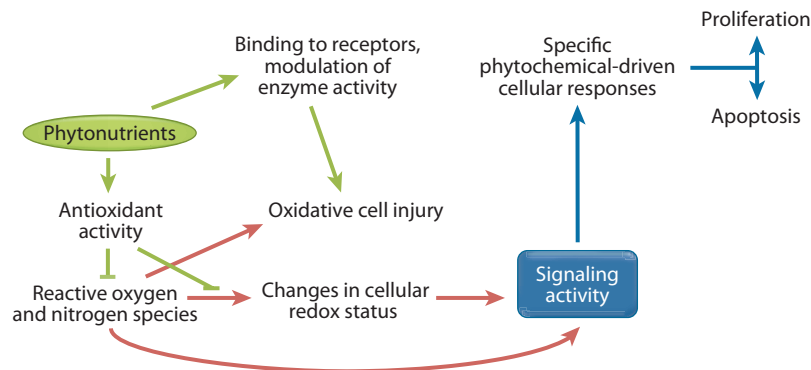 Proliferation
Binding to receptors,
modulation of
enzyme activity
Specific
phytochemical-driven
cellular responses
Apoptosis
Phytonutrients
Antioxidant
activity
Oxidative cell injury
Reactive oxygen
and nitrogen species
Changes in cellular
redox status
Signaling
activity